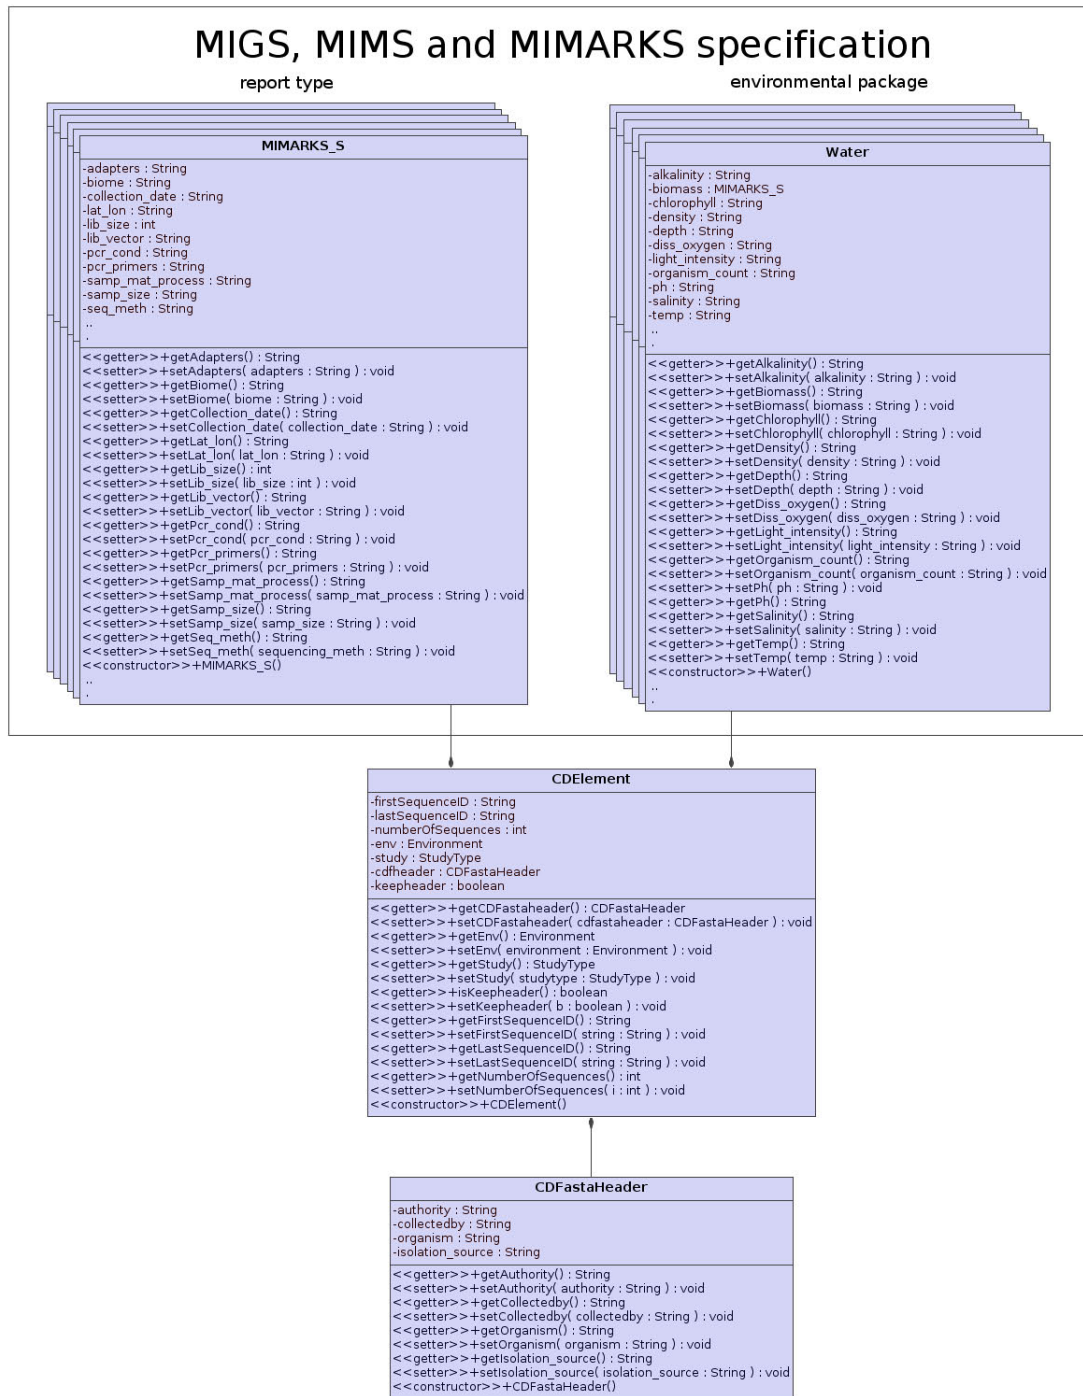 MIGS, MIMS and MIMARKS specification
report type
environmental package
MIMARKS_S
-adapters : String
-biome : String
-collection_date : String
-lat_lon : String
-lib_size : int
-lib_vector : String
-pcr_cond : String
-pcr_primers : String
-samp_mat_process : String
-samp_size : String
-seq_meth : String
..
.
<<getter>>+getAdapters() : String
<<setter>>+setAdapters( adapters : String ) : void
<<getter>>+getBiome() : String
<<setter>>+setBiome( biome : String ) : void
<<getter>>+getCollection_date() : String
<<setter>>+setCollection_date( collection_date : String ) : void
<<getter>>+getLat_lon() : String
<<setter>>+setLat_lon( lat_lon : String ) : void
<<getter>>+getLib_size() : int
<<setter>>+setLib_size( lib_size : int ) : void
<<getter>>+getLib_vector() : String
<<setter>>+setLib_vector( lib_vector : String ) : void
<<getter>>+getPcr_cond() : String
<<setter>>+setPcr_cond( pcr_cond : String ) : void
<<getter>>+getPcr_primers() : String
<<setter>>+setPcr_primers( pcr_primers : String ) : void
<<getter>>+getSamp_mat_process() : String
<<setter>>+setSamp_mat_process( samp_mat_process : String ) : void
<<getter>>+getSamp_size() : String
<<setter>>+setSamp_size( samp_size : String ) : void
<<getter>>+getSeq_meth() : String
<<setter>>+setSeq_meth( sequencing_meth : String ) : void
<<constructor>>+MIMARKS_S()
..
.
Water
-alkalinity : String
-biomass : MIMARKS_S
-chlorophyll : String
-density : String
-depth : String
-diss_oxygen : String
-light_intensity : String
-organism_count : String
-ph : String
-salinity : String
-temp : String
..
.
<<getter>>+getAlkalinity() : String
<<setter>>+setAlkalinity( alkalinity : String ) : void
<<getter>>+getBiomass() : String
<<setter>>+setBiomass( biomass : String ) : void
<<getter>>+getChlorophyll() : String
<<setter>>+setChlorophyll( chlorophyll : String ) : void
<<getter>>+getDensity() : String
<<setter>>+setDensity( density : String ) : void
<<getter>>+getDepth() : String
<<setter>>+setDepth( depth : String ) : void
<<getter>>+getDiss_oxygen() : String
<<setter>>+setDiss_oxygen( diss_oxygen : String ) : void
<<getter>>+getLight_intensity() : String
<<setter>>+setLight_intensity( light_intensity : String ) : void
<<getter>>+getOrganism_count() : String
<<setter>>+setOrganism_count( organism_count : String ) : void
<<setter>>+setPh( ph : String ) : void
<<getter>>+getPh() : String
<<getter>>+getSalinity() : String
<<setter>>+setSalinity( salinity : String ) : void
<<getter>>+getTemp() : String
<<setter>>+setTemp( temp : String ) : void
<<constructor>>+Water()
..
.
CDElement
-firstSequenceID : String
-lastSequenceID : String
-numberOfSequences : int
-env : Environment
-study : StudyType
-cdfheader : CDFastaHeader
-keepheader : boolean
<<getter>>+getCDFastaheader() : CDFastaHeader
<<setter>>+setCDFastaheader( cdfastaheader : CDFastaHeader ) : void
<<getter>>+getEnv() : Environment
<<setter>>+setEnv( environment : Environment ) : void
<<getter>>+getStudy() : StudyType
<<setter>>+setStudy( studytype : StudyType ) : void
<<getter>>+isKeepheader() : boolean
<<setter>>+setKeepheader( b : boolean ) : void
<<getter>>+getFirstSequenceID() : String
<<setter>>+setFirstSequenceID( string : String ) : void
<<getter>>+getLastSequenceID() : String
<<setter>>+setLastSequenceID( string : String ) : void
<<getter>>+getNumberOfSequences() : int
<<setter>>+setNumberOfSequences( i : int ) : void
<<constructor>>+CDElement()
CDFastaHeader
-authority : String
-collectedby : String
-organism : String
-isolation_source : String
<<getter>>+getAuthority() : String
<<setter>>+setAuthority( authority : String ) : void
<<getter>>+getCollectedby() : String
<<setter>>+setCollectedby( collectedby : String ) : void
<<getter>>+getOrganism() : String
<<setter>>+setOrganism( organism : String ) : void
<<getter>>+getIsolation_source() : String
<<setter>>+setIsolation_source( isolation_source : String ) : void
<<constructor>>+CDFastaHeader()